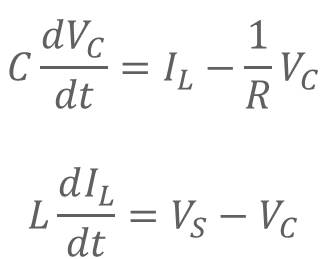 C dV_C/dt = I_L − 1/R V_C
L dI_L/dt = V_S − V_C